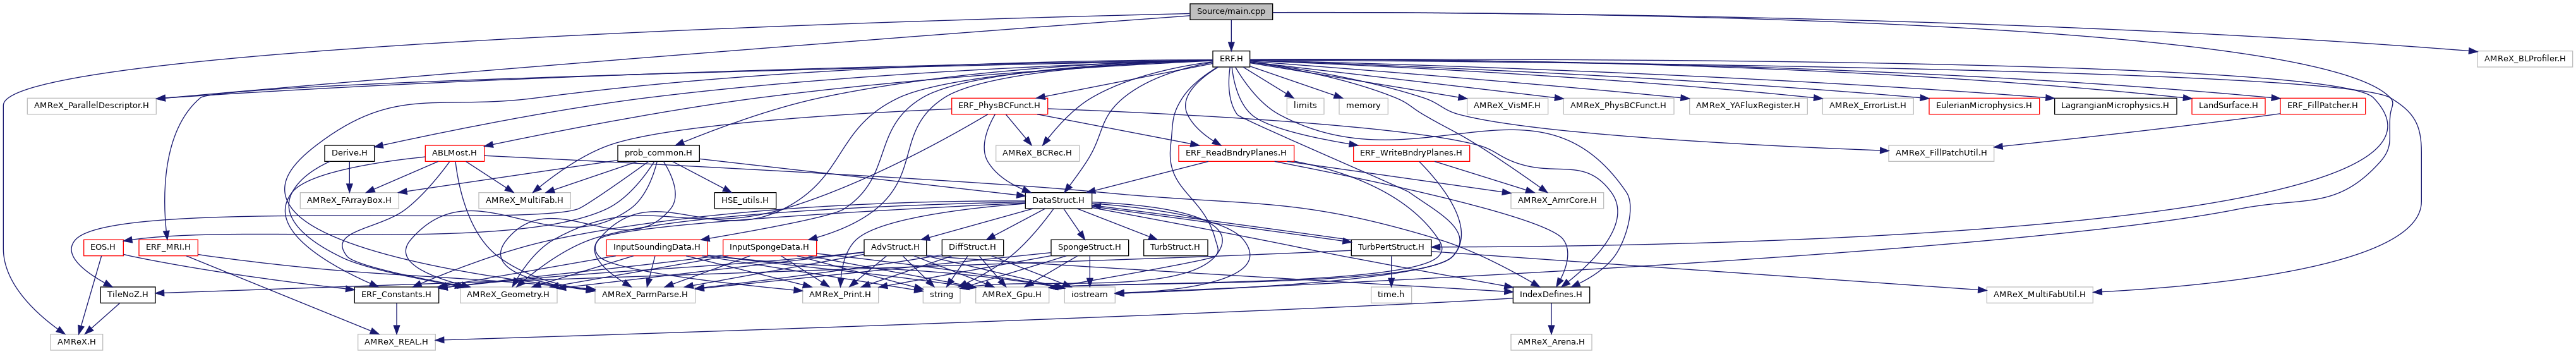 Source/main.cpp
ERF.H
AMReX_BLProfiler.H
AMReX_ParallelDescriptor.H
ERF_PhysBCFunct.H
limits
memory
AMReX_VisMF.H
AMReX_PhysBCFunct.H
AMReX_YAFluxRegister.H
AMReX_ErrorList.H
EulerianMicrophysics.H
LagrangianMicrophysics.H
LandSurface.H
ERF_FillPatcher.H
Derive.H
ABLMost.H
prob_common.H
AMReX_BCRec.H
ERF_ReadBndryPlanes.H
ERF_WriteBndryPlanes.H
AMReX_FillPatchUtil.H
AMReX_FArrayBox.H
AMReX_MultiFab.H
HSE_utils.H
DataStruct.H
AMReX_AmrCore.H
EOS.H
ERF_MRI.H
InputSoundingData.H
InputSpongeData.H
AdvStruct.H
DiffStruct.H
SpongeStruct.H
TurbStruct.H
TurbPertStruct.H
TileNoZ.H
ERF_Constants.H
AMReX_Geometry.H
AMReX_ParmParse.H
AMReX_Print.H
string
AMReX_Gpu.H
iostream
time.h
IndexDefines.H
AMReX_MultiFabUtil.H
AMReX.H
AMReX_REAL.H
AMReX_Arena.H